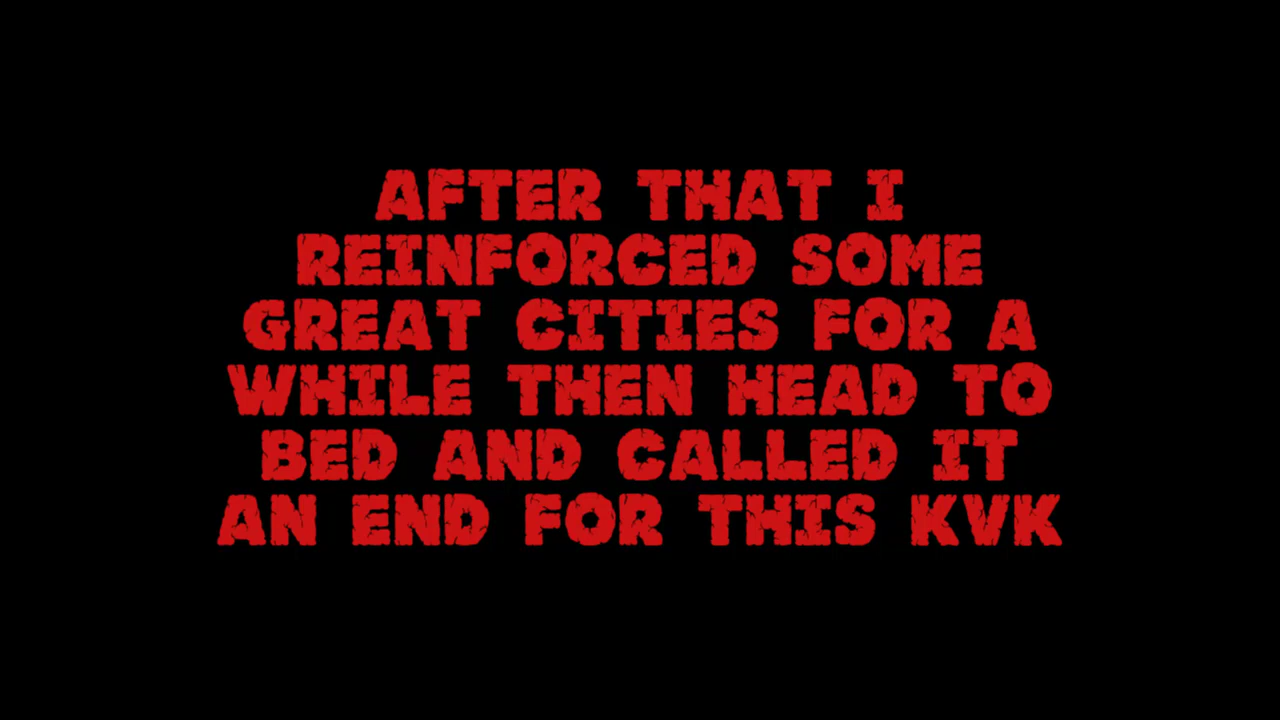 AFTER THAT I
REINFORCED SOME
GREAT CITIES FOR A
WHILE THEN HEAD TO
BED AND CALLED IT
AN END FOR THIS KVK